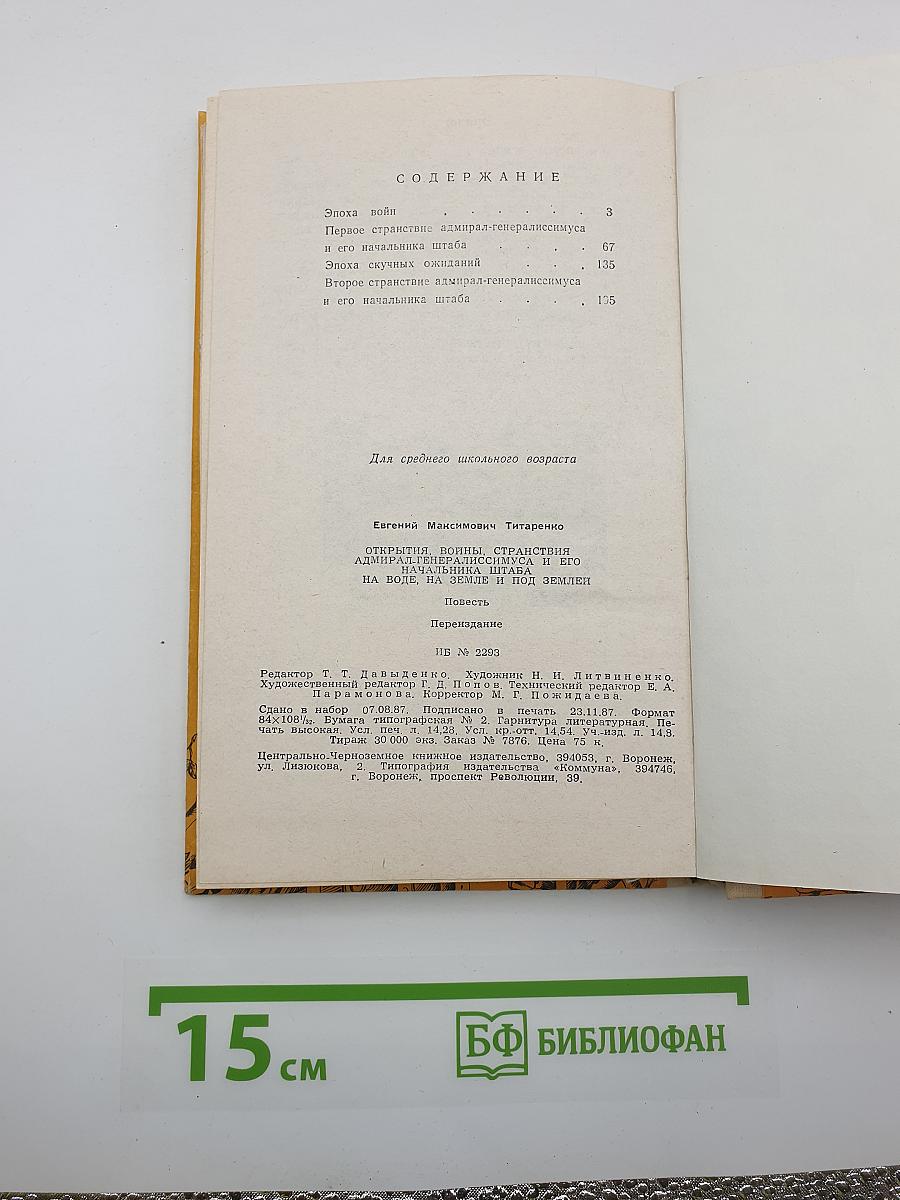 СОДЕРЖАНИЕ
Эпоха войн . . . . . . 3
Первое странствие адмирал-генералиссимуса
и его начальника штаба . . . . 67
Эпоха скучных ожиданий . . . 135
Второе странствие адмирал-генералиссимуса
и его начальника штаба . . . .
Для среднего школьного возраста
Евгений Максимович Титаренко
ОТКРЫТИЯ, ВОЙНЫ, СТРАНСТВИЯ
АДМИРАЛ-ГЕНЕРАЛИССИМУСА И ЕГО
НАЧАЛЬНИКА ШТАБА
НА ВОДЕ, НА ЗЕМЛЕ И ПОД ЗЕМЛЕЙ
Повесть
Переиздание
ИБ № 2293
Редактор Т. Т. Давыденко. Художник Н. И. Литвиненко.
Художественный редактор Г. Д. Попов. Технический редактор Е. А.
Парамонова. Корректор М. Г. Пожидаева.
Сдано в набор 07.08.87. Подписано в печать 23.11.87. Формат
84×108 1/32. Бумага типографская № 2. Гарнитура литературная. Пе-
чать высокая. Усл. печ. л. 14,28. Усл. кр.-отт. 14,54. Уч.-изд. л. 14,8.
Тираж 30 000 экз. Заказ № 7876. Цена 75 к.
Центрально-Черноземное книжное издательство, 394053, г. Воронеж,
ул. Лизюкова, 2. Типография издательства «Коммуна», 394746,
г. Воронеж, проспект Революции, 39.
15 см
БФ БИБЛИОФАН